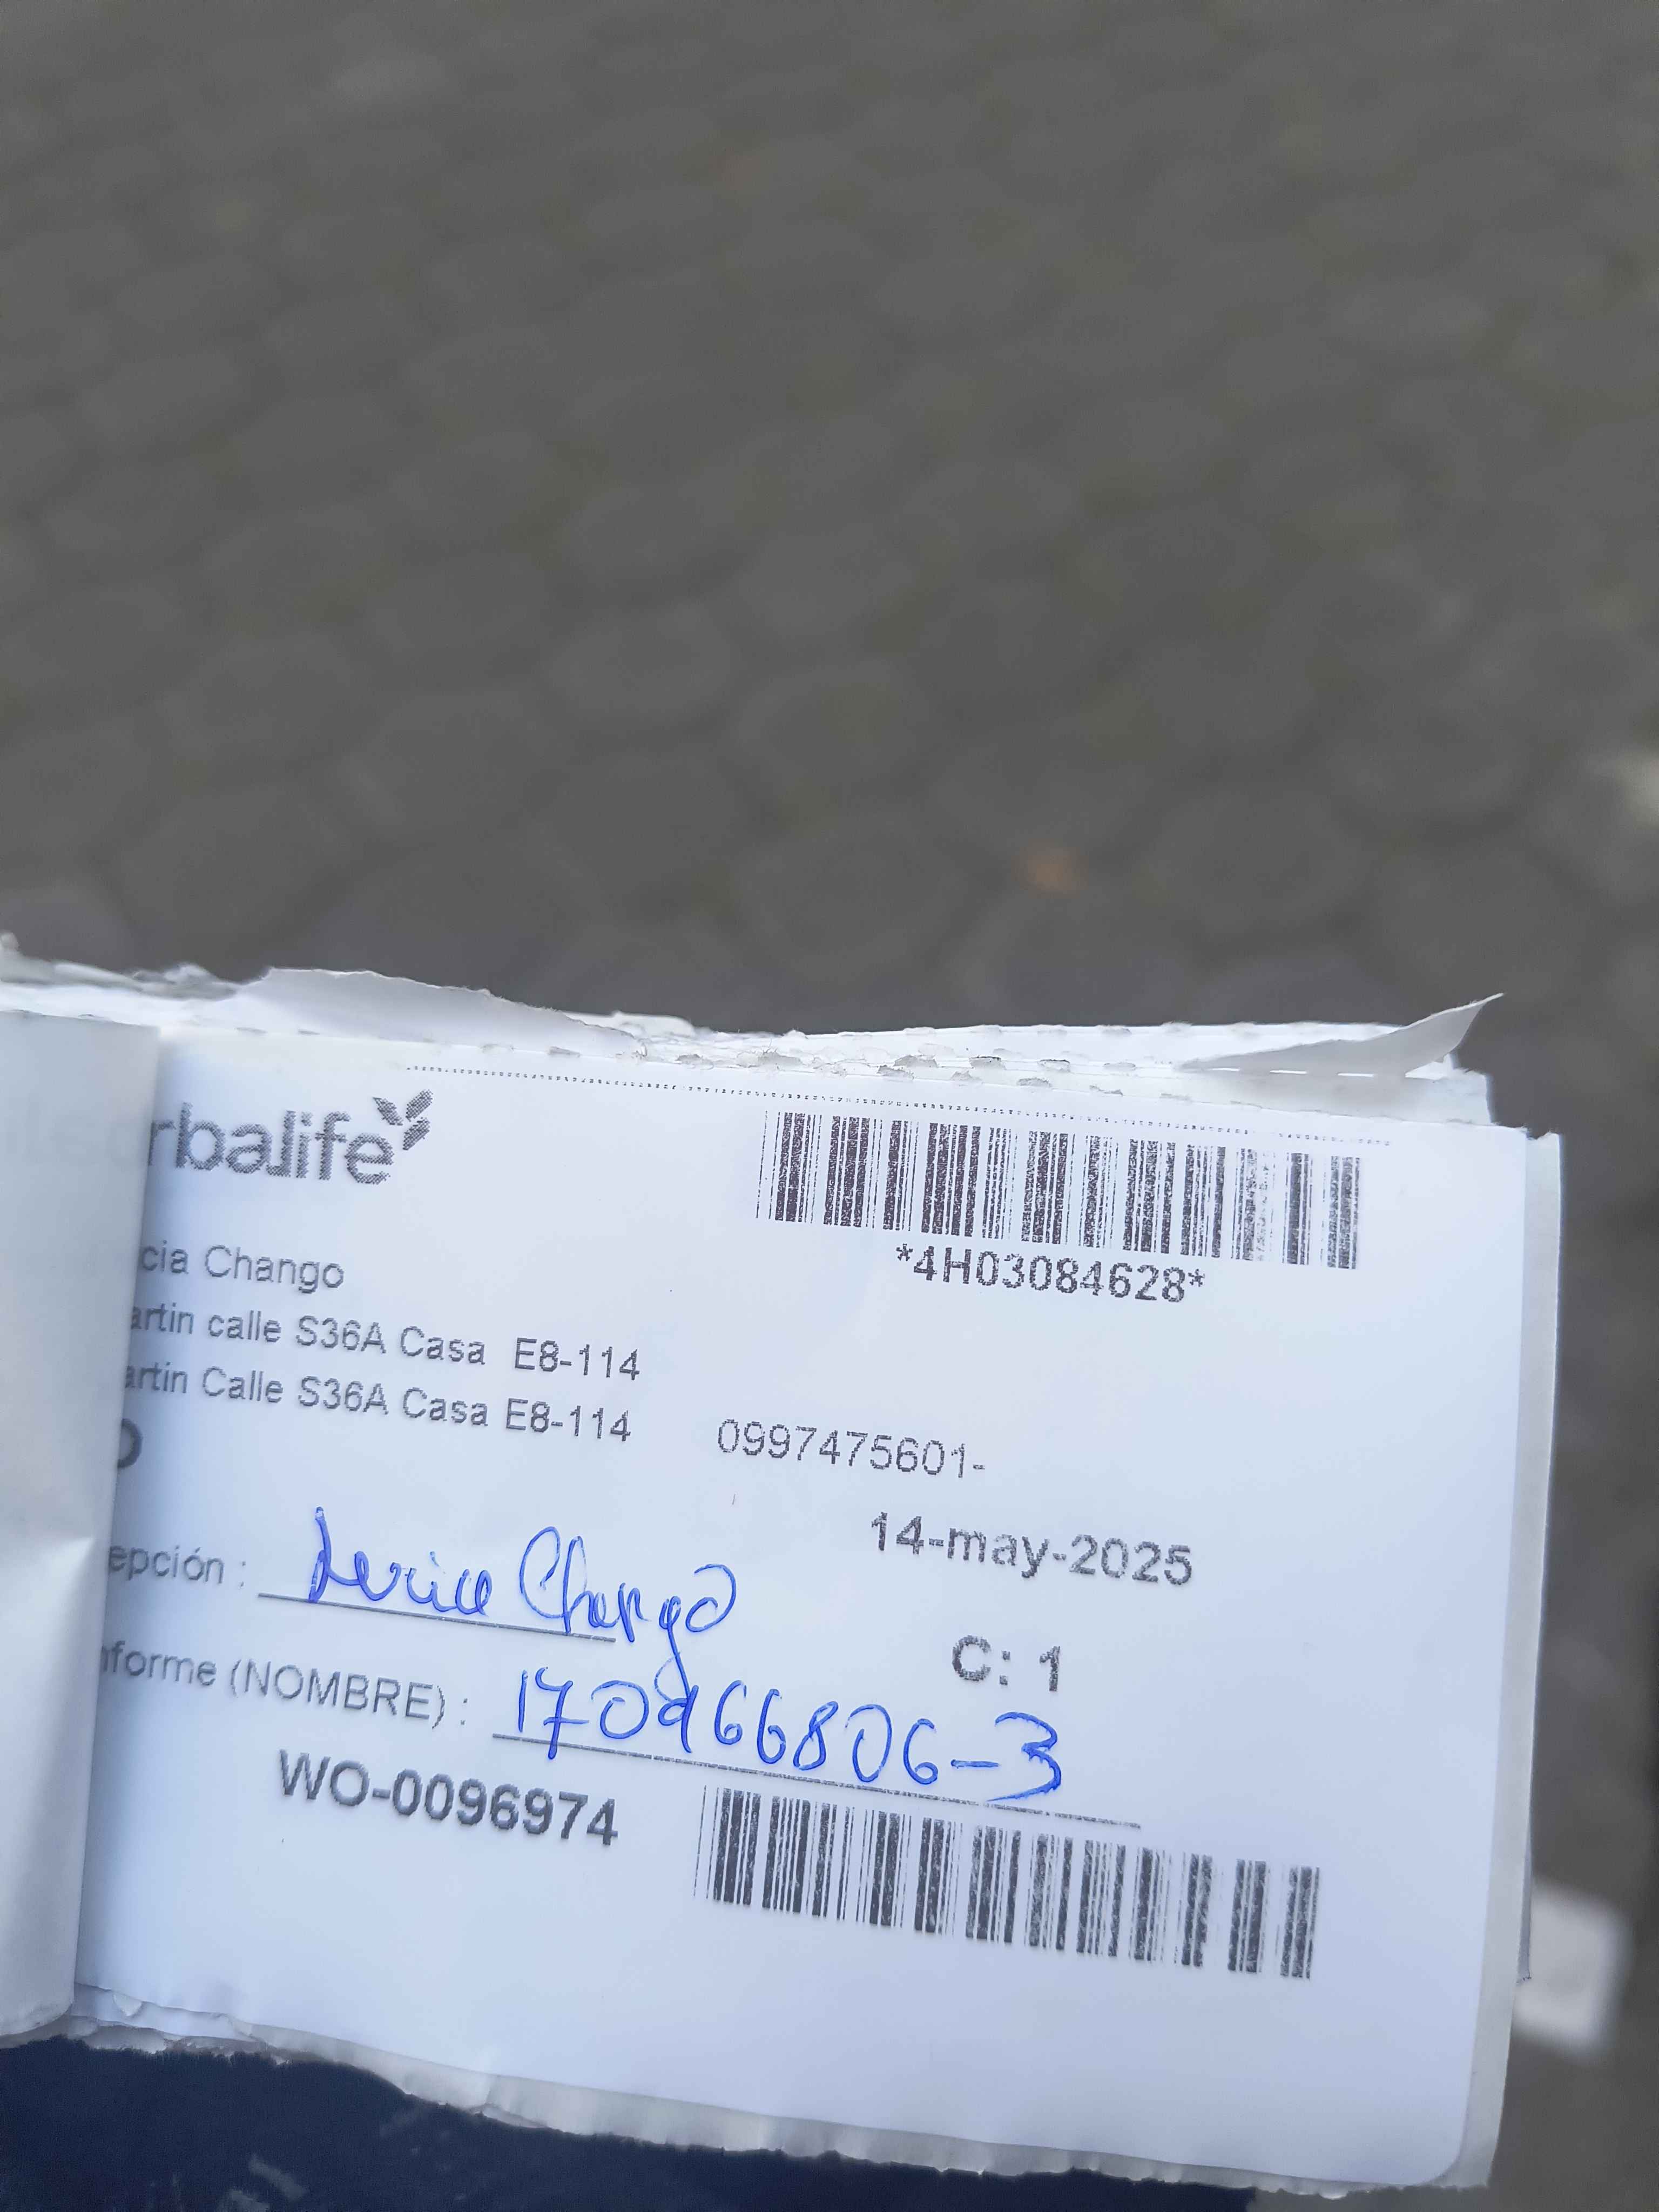 rbalife
*4H03084628*
cia Chango
artin calle S36A Casa E8-114
artin Calle S36A Casa E8-114
0997475601-
14-may-2025
epción : Chango
C: 1
nforme (NOMBRE) : 170966806-3
WO-0096974